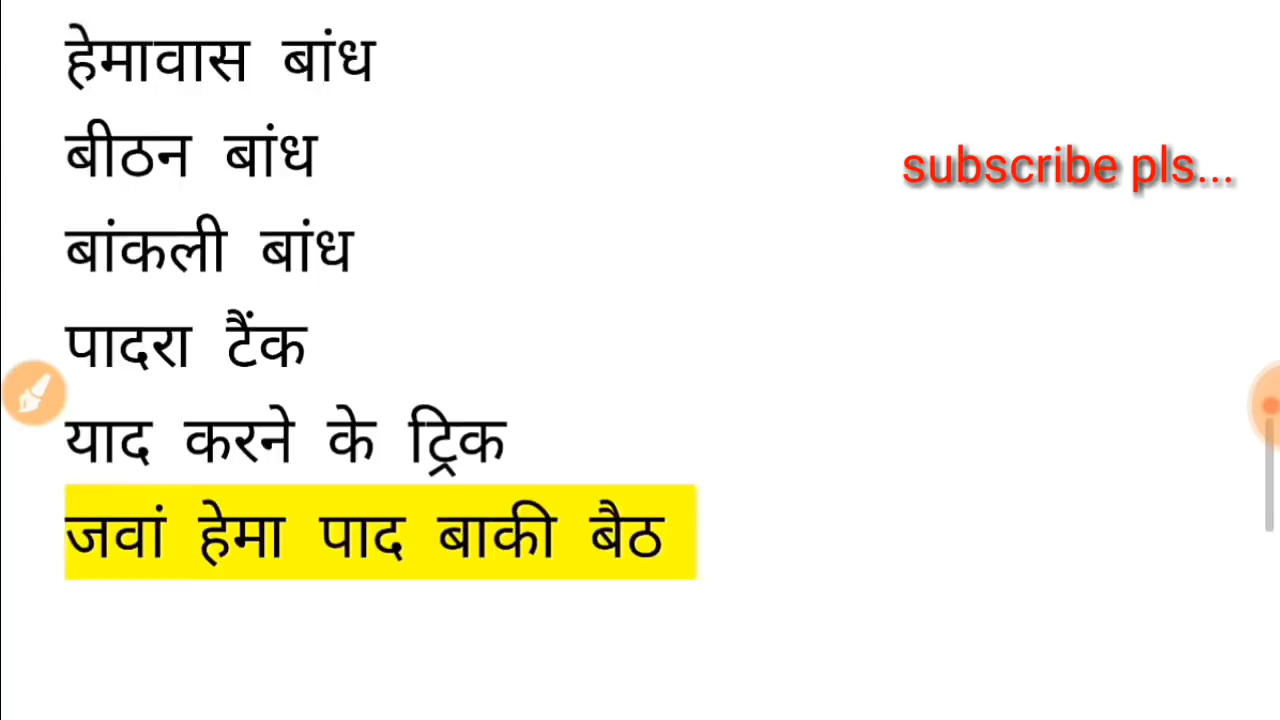 हेमावास बांध
बीठन बांध
subscribe pls...
बांकली बांध
पादरा टैंक
याद करने के ट्रिक
जवां हेमा पाद बाकी बैठ